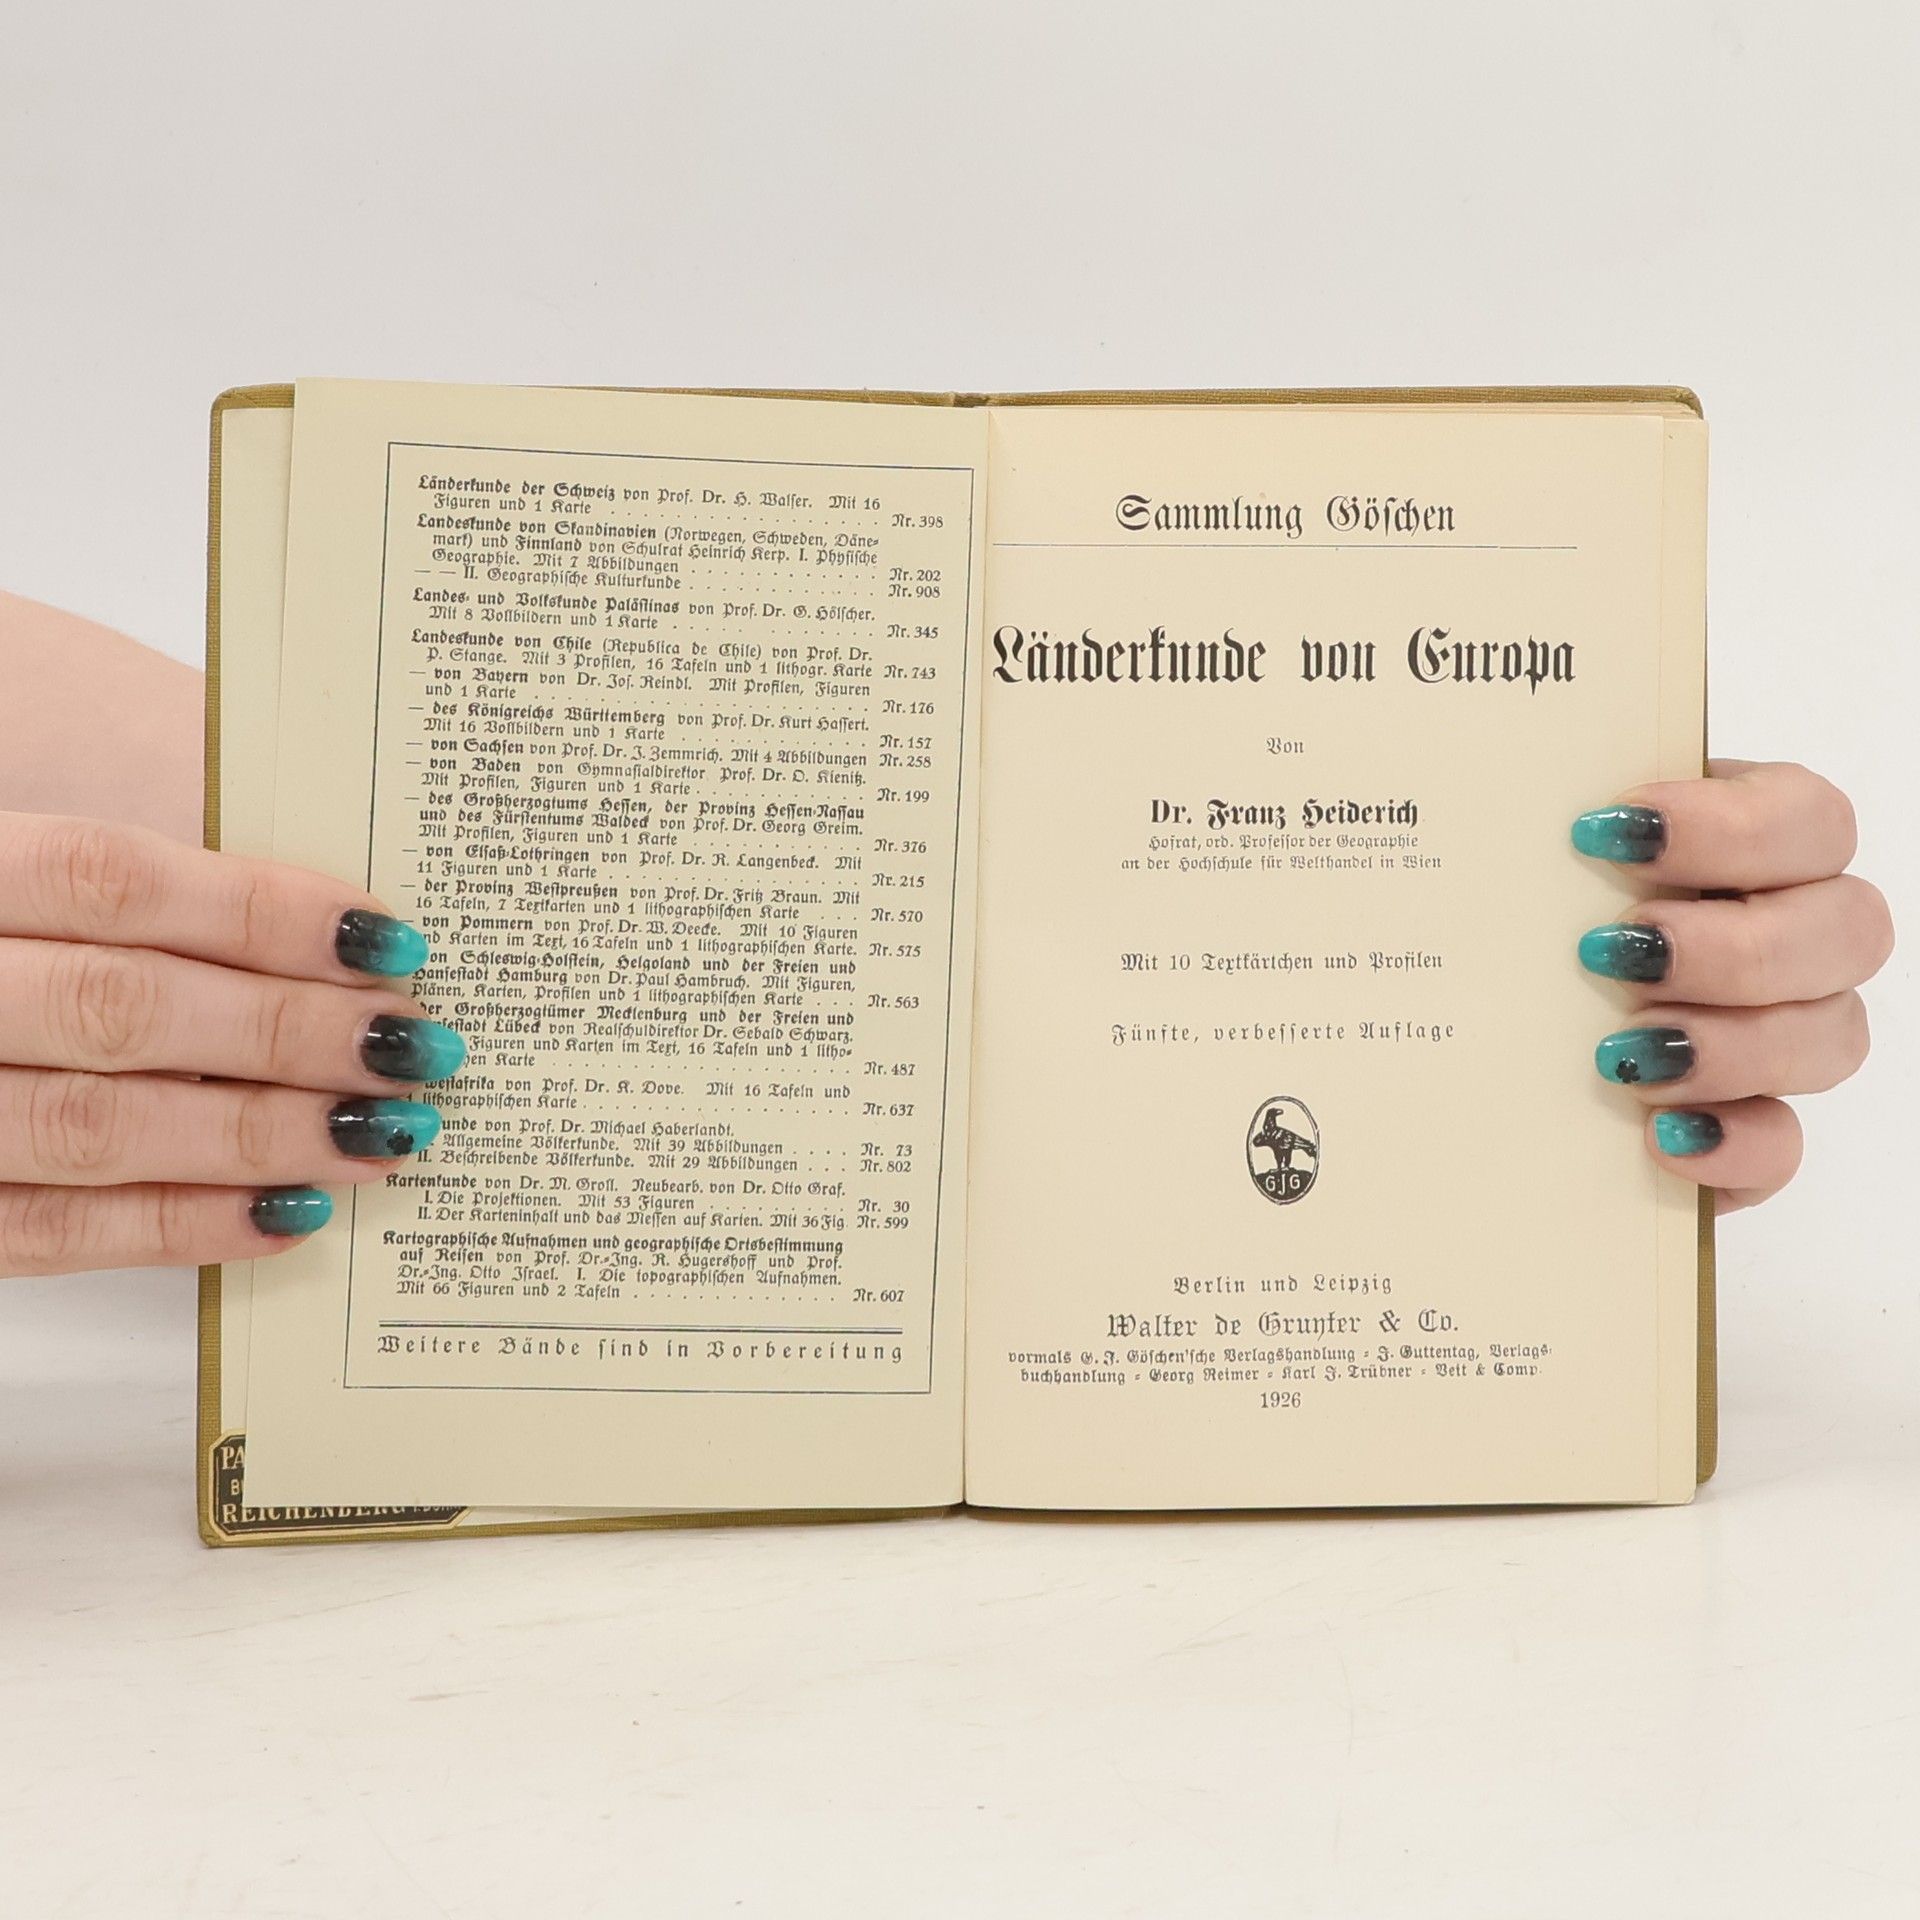 Länderkunde der Schweiz von Prof. Dr. H. Walser. Mit 16
Figuren und 1 Karte . . . . . . . . . . . . . . . . Nr. 398
Landeskunde von Skandinavien (Norwegen, Schweden, Däne-
mark) und Finnland von Schulrat Heinrich Kerp. I. Physische
Geographie. Mit 7 Abbildungen . . . . . . . . . . . Nr. 202
— — II. Geographische Kulturkunde . . . . . . . . . . . Nr. 908
Landes- und Volkskunde Palästinas von Prof. Dr. G. Hölscher.
Mit 8 Vollbildern und 1 Karte . . . . . . . . . . . Nr. 345
Landeskunde von Chile (Republica de Chile) von Prof. Dr.
P. Stange. Mit 3 Profilen, 16 Tafeln und 1 lithogr. Karte Nr. 743
— von Bayern von Dr. Jos. Reindl. Mit Profilen, Figuren
und 1 Karte . . . . . . . . . . . . . . . . . . . . Nr. 176
— des Königreichs Württemberg von Prof. Dr. Kurt Hassert.
Mit 16 Vollbildern und 1 Karte . . . . . . . . . . . Nr. 157
— von Sachsen von Prof. Dr. J. Zemmrich. Mit 4 Abbildungen Nr. 258
— von Baden von Gymnasialdirektor Prof. Dr. O. Kienitz.
Mit Profilen, Figuren und 1 Karte . . . . . . . . . . Nr. 199
— des Großherzogtums Hessen, der Provinz Hessen-Nassau
und des Fürstentums Waldeck von Prof. Dr. Georg Greim.
Mit Profilen, Figuren und 1 Karte . . . . . . . . . . Nr. 376
— von Elsaß-Lothringen von Prof. Dr. R. Langenbeck. Mit
11 Figuren und 1 Karte . . . . . . . . . . . . . . . Nr. 215
— der Provinz Westpreußen von Prof. Dr. Fritz Braun. Mit
16 Tafeln, 7 Textkarten und 1 lithographischen Karte . . . Nr. 570
— von Pommern von Prof. Dr. W. Deecke. Mit 10 Figuren
und Karten im Text, 16 Tafeln und 1 lithographischen Karte. Nr. 575
von Schleswig-Holstein, Helgoland und der Freien und
Hansestadt Hamburg von Dr. Paul Hambruch. Mit Figuren,
Plänen, Karten, Profilen und 1 lithographischen Karte . . . Nr. 563
der Großherzogtümer Mecklenburg und der Freien und
Hansestadt Lübeck von Realschuldirektor Dr. Sebald Schwarz.
Figuren und Karten im Text, 16 Tafeln und 1 litho-
hen Karte . . . . . . . . . . . . . . . . . . . . . Nr. 487
westafrika von Prof. Dr. K. Dove. Mit 16 Tafeln und
1 lithographischen Karte . . . . . . . . . . . . . . . Nr. 637
unde von Prof. Dr. Michael Haberlandt.
Allgemeine Völkerkunde. Mit 39 Abbildungen . . . . Nr. 73
II. Beschreibende Völkerkunde. Mit 29 Abbildungen . . . Nr. 802
Kartenkunde von Dr. M. Groll. Neubearb. von Dr. Otto Graf.
I. Die Projektionen. Mit 53 Figuren . . . . . . . . . Nr. 30
II. Der Karteninhalt und das Messen auf Karten. Mit 36 Fig. Nr. 599
Kartographische Aufnahmen und geographische Ortsbestimmung
auf Reisen von Prof. Dr.-Ing. R. Hugershoff und Prof.
Dr.-Ing. Otto Israel. I. Die topographischen Aufnahmen.
Mit 66 Figuren und 2 Tafeln . . . . . . . . . . . . . Nr. 607
Weitere Bände sind in Vorbereitung
REICHENBERG
Sammlung Göschen
Länderkunde von Europa
Von
Dr. Franz Heiderich
Hofrat, ord. Professor der Geographie
an der Hochschule für Welthandel in Wien
Mit 10 Textkärtchen und Profilen
Fünfte, verbesserte Auflage
GJG
Berlin und Leipzig
Walter de Gruyter & Co.
vormals G. J. Göschen'sche Verlagshandlung - J. Guttentag, Verlags-
buchhandlung - Georg Reimer - Karl J. Trübner - Veit & Comp.
1926